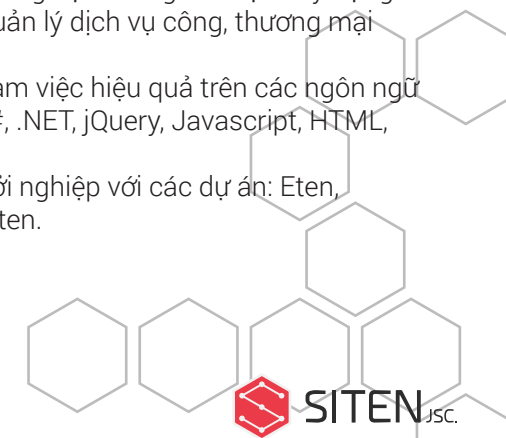 uản lý dịch vụ công, thương mại
àm việc hiệu quả trên các ngôn ngữ
#, .NET, jQuery, Javascript, HTML,
ởi nghiệp với các dự án: Eten,
ten.
SITEN JSC.